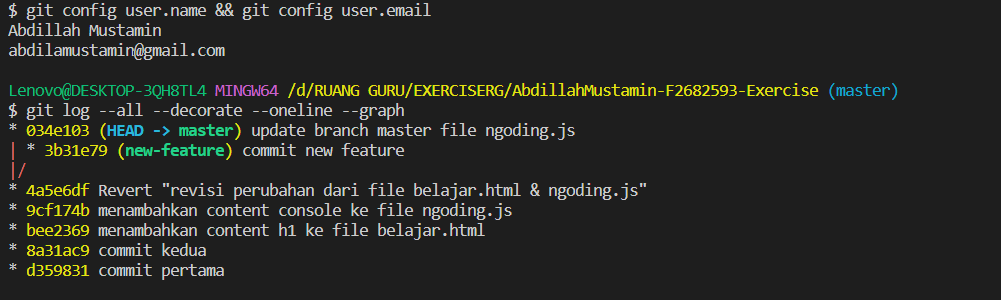 $ git config user.name && git config user.email
Abdillah Mustamin
abdilamustamin@gmail.com
Lenovo@DESKTOP-3QH8TL4 MINGW64 /d/RUANG GURU/EXERCISERG/AbdillahMustamin-F2682593-Exercise (master)
$ git log --all --decorate --oneline --graph
* 034e103 (HEAD -> master) update branch master file ngoding.js
| * 3b31e79 (new-feature) commit new feature
|/
* 4a5e6df Revert "revisi perubahan dari file belajar.html & ngoding.js"
* 9cf174b menambahkan content console ke file ngoding.js
* bee2369 menambahkan content h1 ke file belajar.html
* 8a31ac9 commit kedua
* d359831 commit pertama